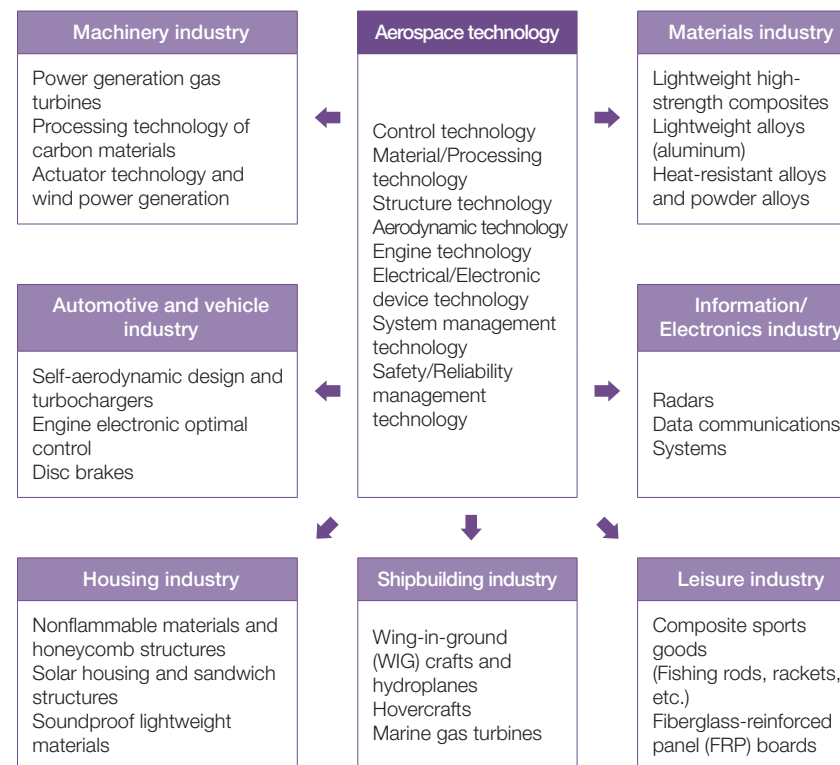 Machinery industry
Power generation gas
turbines
Processing technology of
carbon materials
Actuator technology and
wind power generation
Aerospace technology
Control technology
Material/Processing
technology
Structure technology
Aerodynamic technology
Engine technology
Electrical/Electronic
device technology
System management
technology
Safety/Reliability
management
technology
Materials industry
Lightweight high-
strength composites
Lightweight alloys
(aluminum)
Heat-resistant alloys
and powder alloys
Automotive and vehicle
industry
Self-aerodynamic design and
turbochargers
Engine electronic optimal
control
Disc brakes
Information/
Electronics industry
Radars
Data communications
Systems
Housing industry
Nonflammable materials and
honeycomb structures
Solar housing and sandwich
structures
Soundproof lightweight
materials
Shipbuilding industry
Wing-in-ground
(WIG) crafts and
hydroplanes
Hovercrafts
Marine gas turbines
Leisure industry
Composite sports
goods
(Fishing rods, rackets,
etc.)
Fiberglass-reinforced
panel (FRP) boards